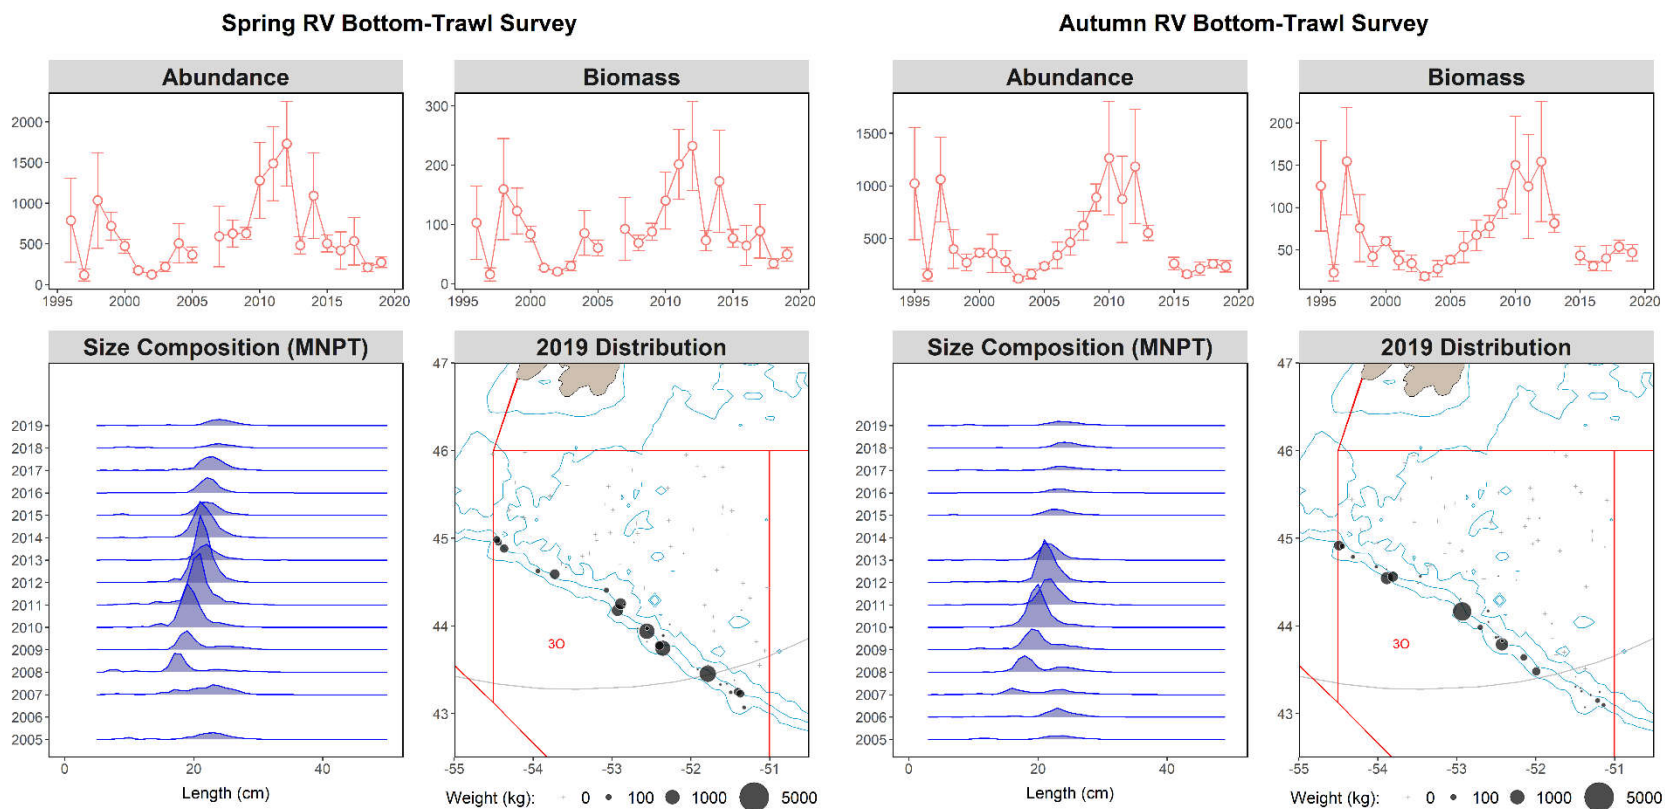 Spring RV Bottom-Trawl Survey
Autumn RV Bottom-Trawl Survey
Abundance
Biomass
Abundance
Biomass
2000
1500
1000
500
0
1995 2000 2005 2010 2015 2020
300
200
100
0
1995 2000 2005 2010 2015 2020
1500
1000
500
1995 2000 2005 2010 2015 2020
200
150
100
50
1995 2000 2005 2010 2015 2020
Size Composition (MNPT)
2019 Distribution
Size Composition (MNPT)
2019 Distribution
2019
2018
2017
2016
2015
2014
2013
2012
2011
2010
2009
2008
2007
2006
2005
0 20 40
Length (cm)
47
46
45
44
43
3O
-55 -54 -53 -52 -51
Weight (kg): 0 100 1000 5000
2019
2018
2017
2016
2015
2013
2012
2011
2010
2009
2008
2007
2006
2005
0 20 40
Length (cm)
47
46
45
44
43
3O
-55 -54 -53 -52 -51
Weight (kg): 0 100 1000 5000